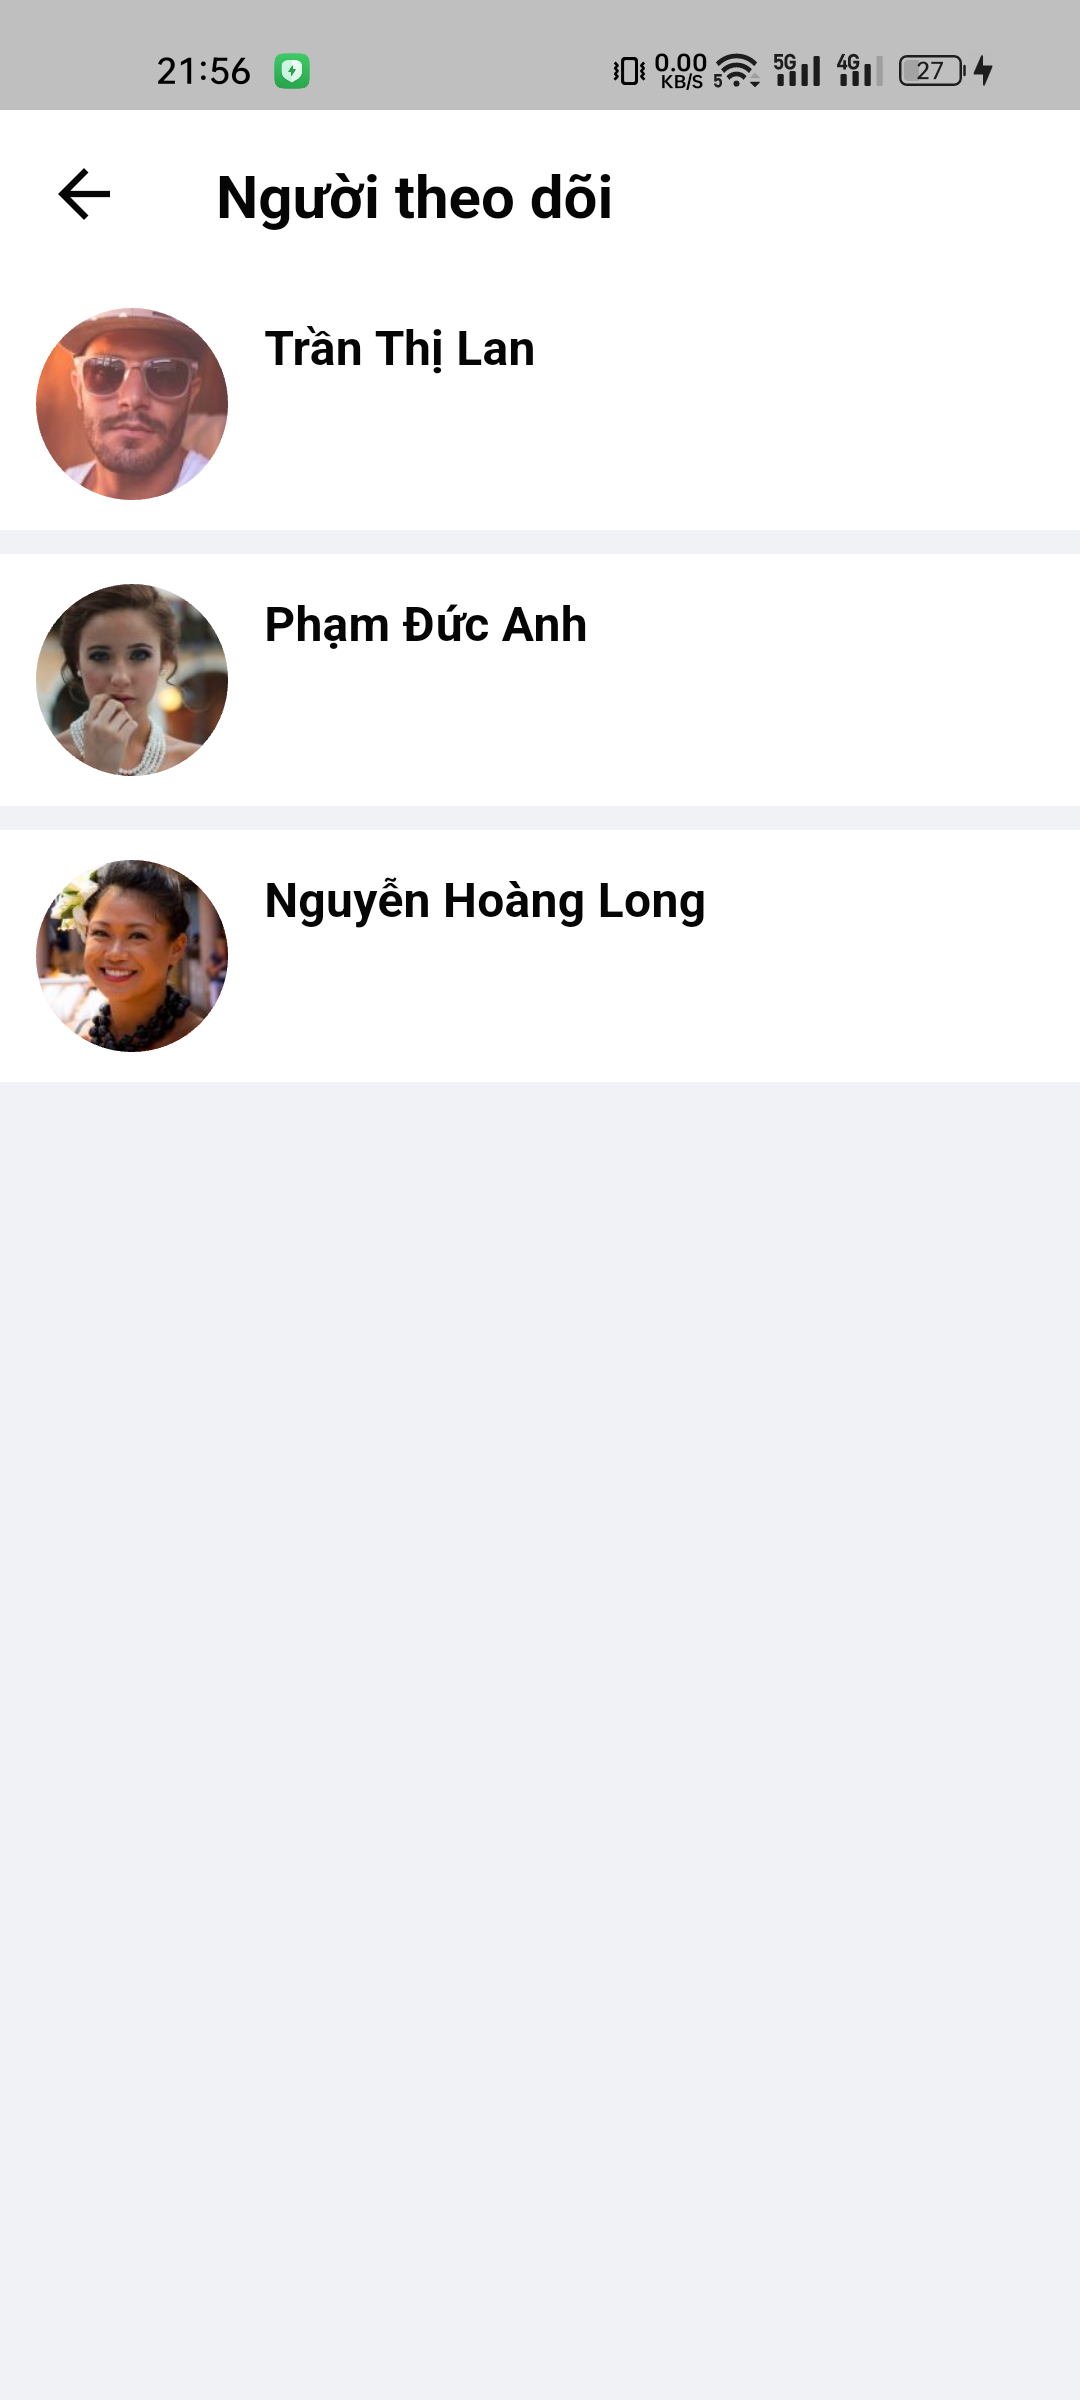 21:56
0.00
KB/S
5
5G
4G
27
Người theo dõi
Trần Thị Lan
Phạm Đức Anh
Nguyễn Hoàng Long